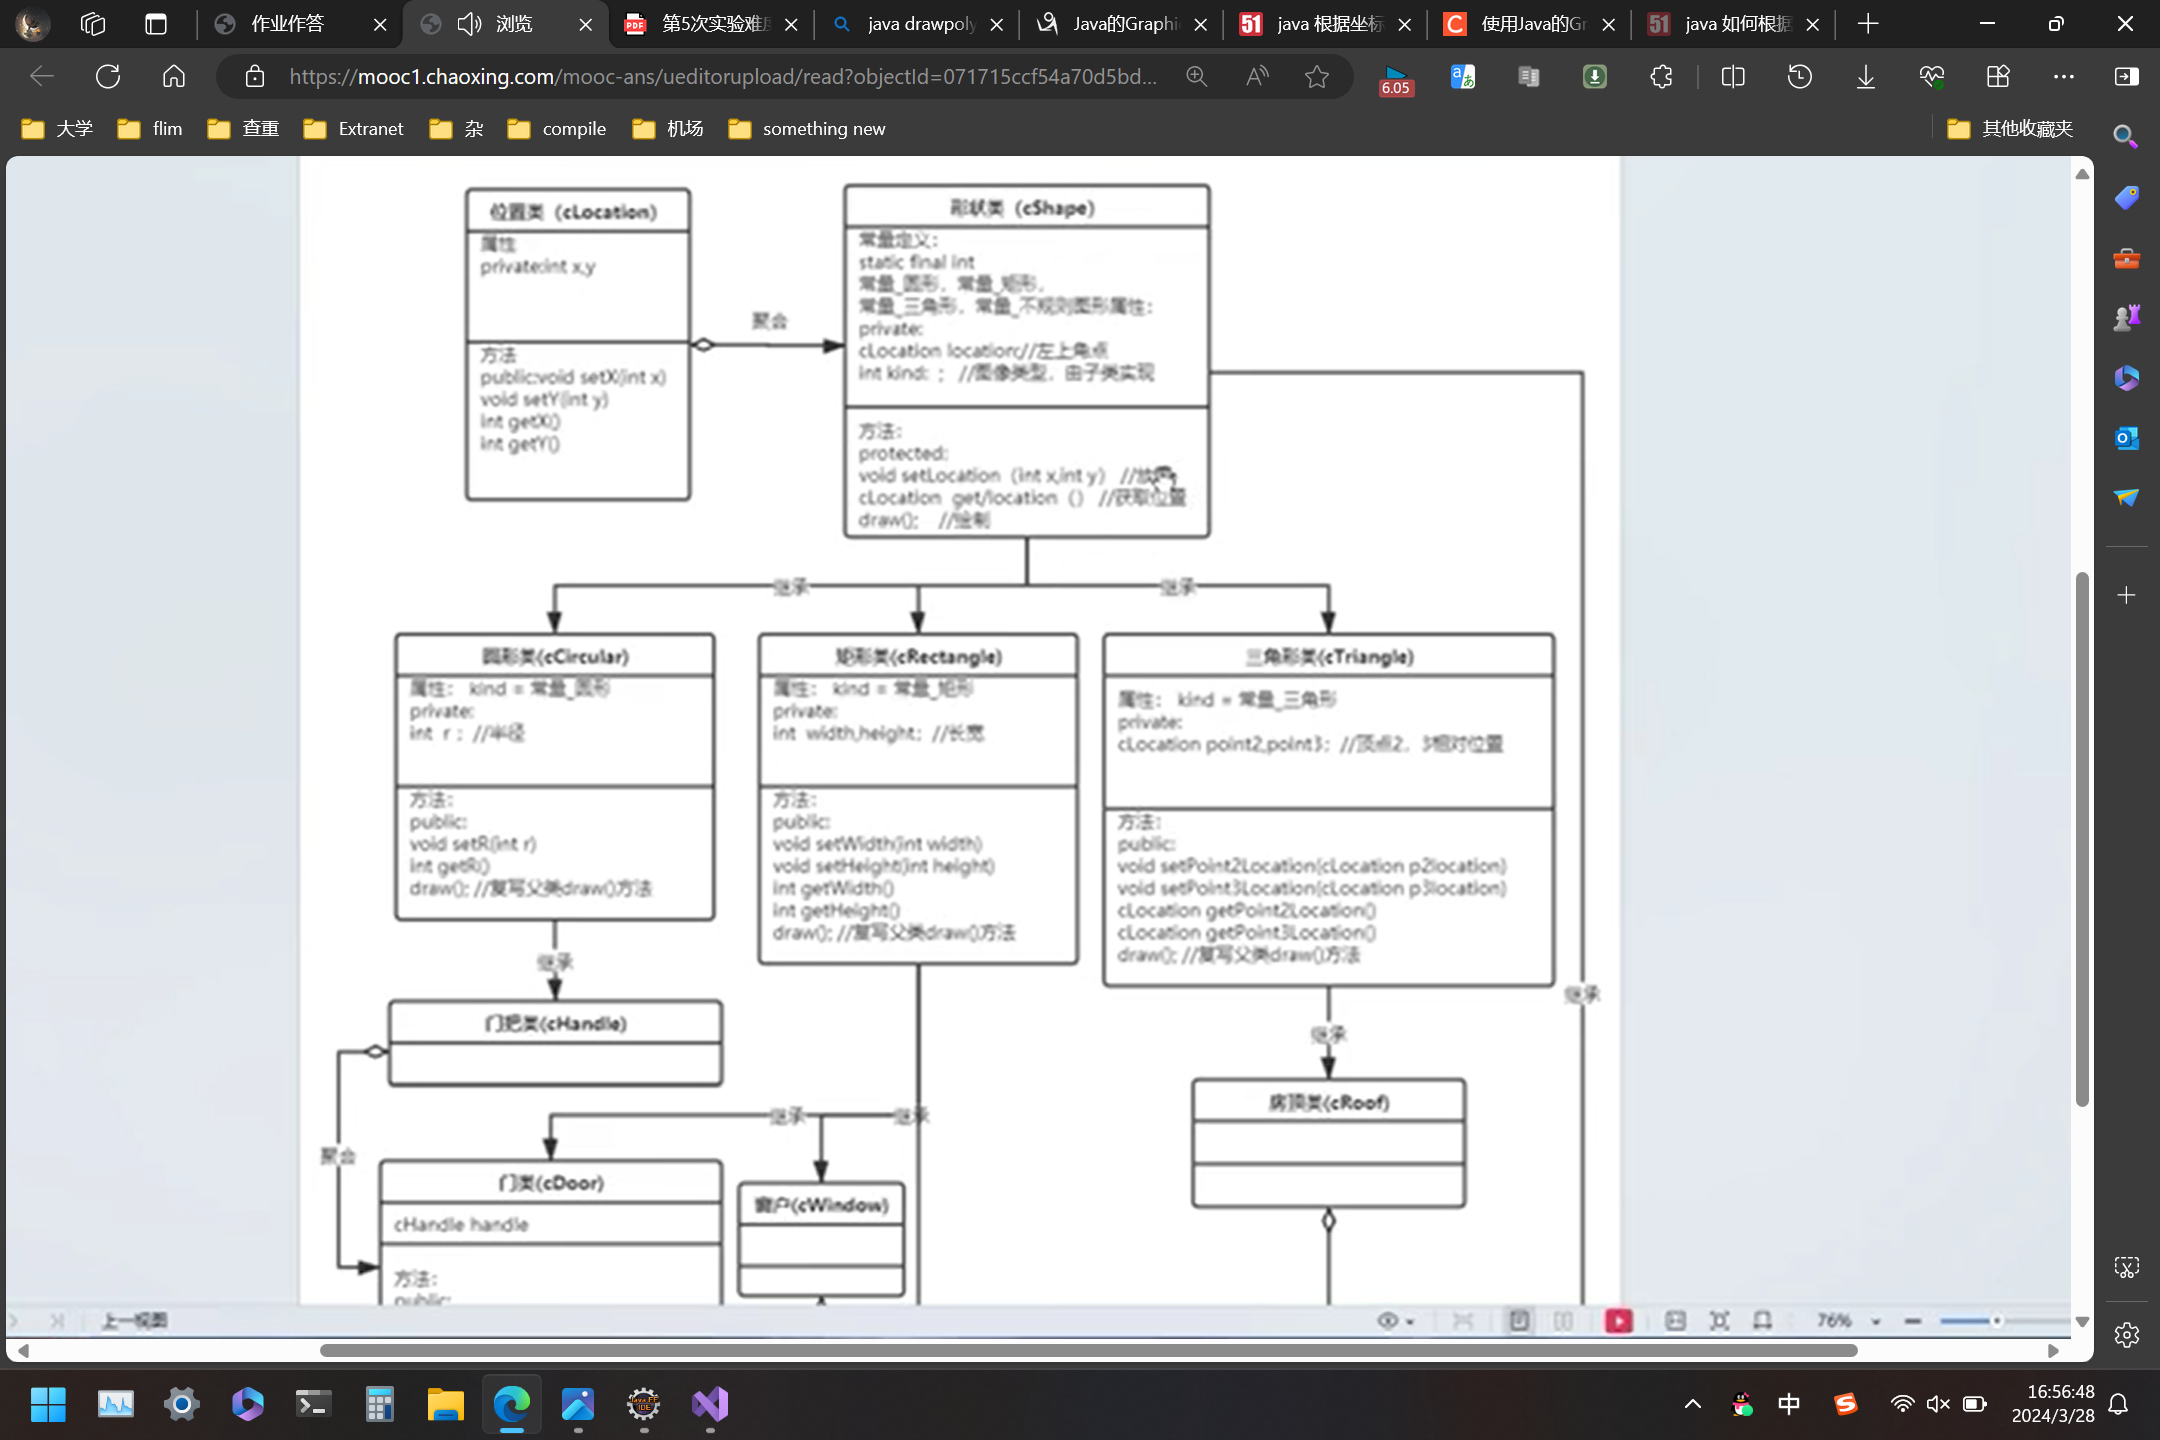 作业作答
浏览
第5次实验难
java drawpoly
Java的Graphi
java 根据坐标
使用Java的Gr
java 如何根据
https://mooc1.chaoxing.com/mooc-ans/ueditorupload/read?objectId=071715ccf54a70d5bd...
6.05
大学
flim
查重
Extranet
杂
compile
机场
something new
其他收藏夹
位置类（cLocation)
属性
private:int x,y
方法
public:void setX(int x)
void setY(int y)
int getX()
int getY()
聚合
形状类（cShape)
常量定义：
static final int
常量_圆形，常量_矩形，
常量_三角形，常量_不规则图形属性：
private:
cLocation location://左上角点
int kind: ；//图像类型，由子类实现
方法：
protected:
void setLocation（int x,int y） //放置
cLocation get/location（） //获取位置
draw(); //绘制
继承
继承
圆形类(cCircular)
属性： kind = 常量_圆形
private:
int r；//半径
方法：
public:
void setR(int r)
int getR()
draw(); //复写父类draw()方法
矩形类(cRectangle)
属性： kind = 常量_矩形
private:
int width,height；//长宽
方法：
public:
void setWidth(int width)
void setHeight(int height)
int getWidth()
int getHeight()
draw(); //复写父类draw()方法
三角形类(cTriangle)
属性： kind = 常量_三角形
private:
cLocation point2,point3；//顶点2，3相对位置
方法：
public:
void setPoint2Location(cLocation p2location)
void setPoint3Location(cLocation p3location)
cLocation getPoint2Location()
cLocation getPoint3Location()
draw(); //复写父类draw()方法
继承
继承
继承
门把类(cHandle)
房顶类(cRoof)
继承
继承
聚合
门类(cDoor)
cHandle handle
方法：
public:
窗户(cWindow)
上一视图
76%
中
16:56:48
2024/3/28